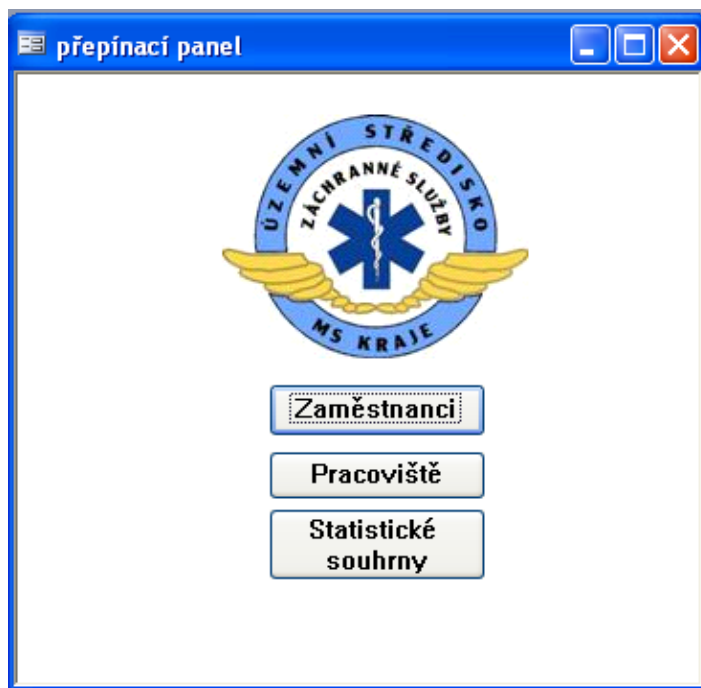 přepínací panel
ÚZEMNÍ STŘEDISKO
ZÁCHRANNÉ SLUŽBY
MS KRAJE
Zaměstnanci
Pracoviště
Statistické
souhrny